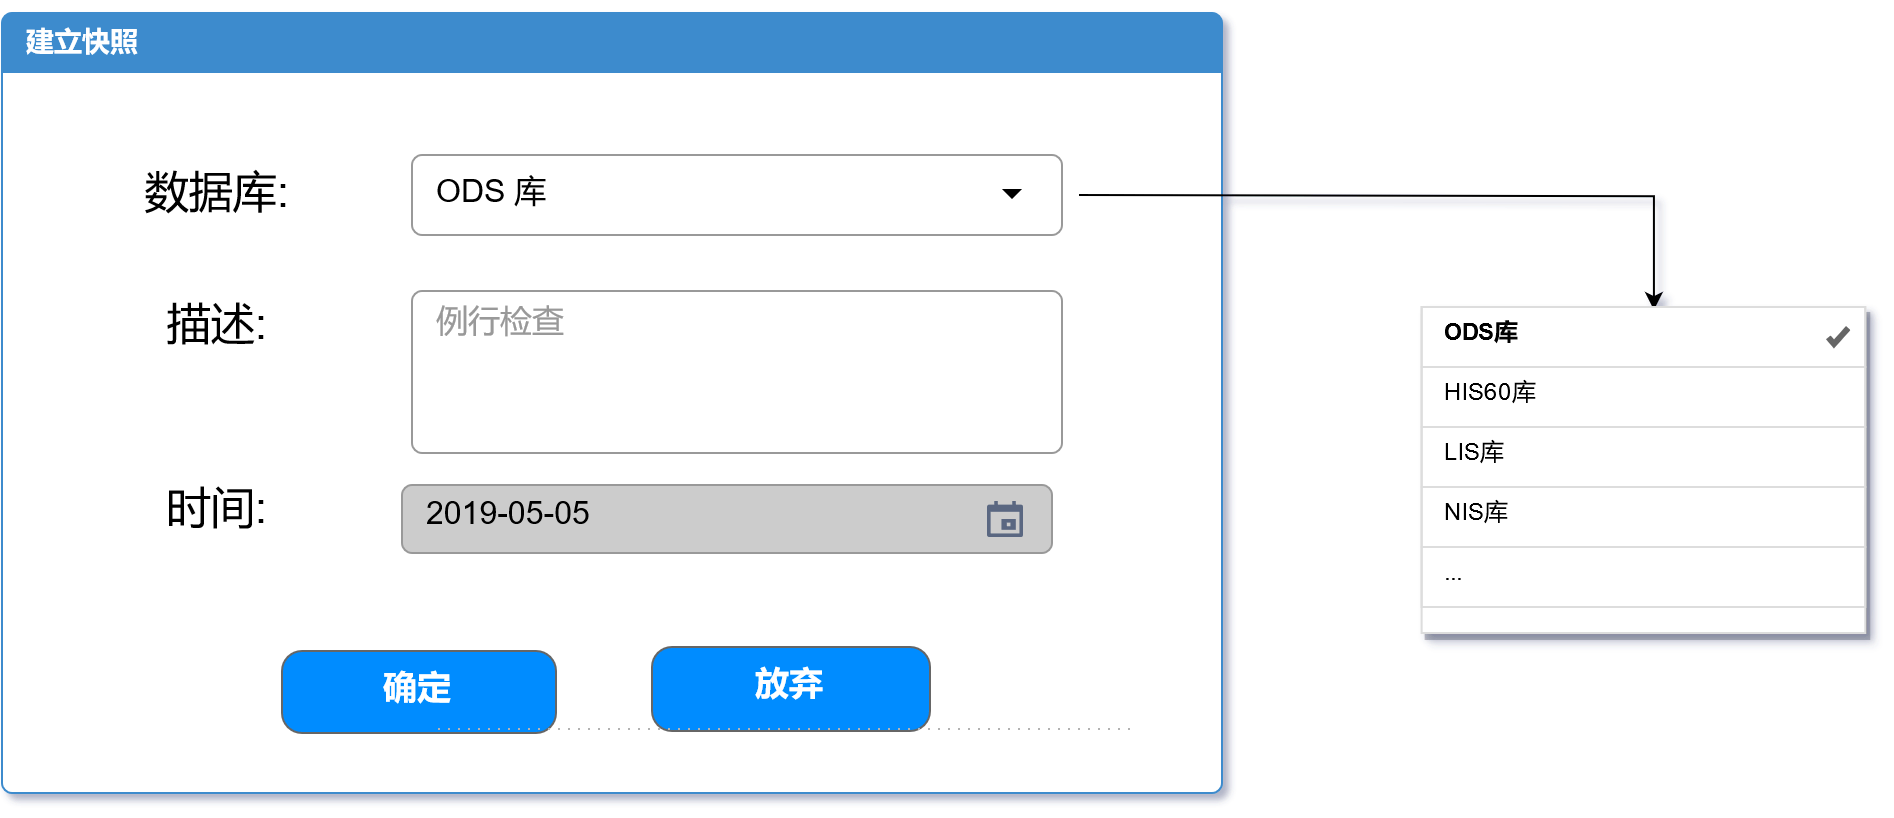 建立快照
数据库:
ODS 库
描述:
例行检查
时间:
2019-05-05
确定
放弃
ODS库
HIS60库
LIS库
NIS库
...